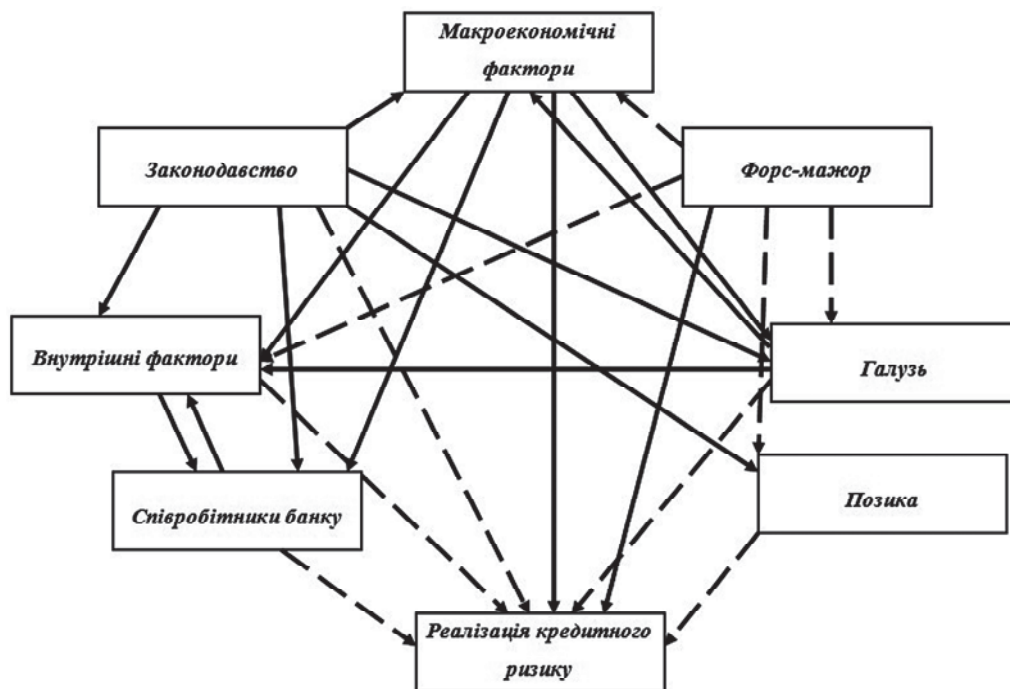 Макроекономічні
фактори
Законодавство
Форс-мажор
Внутрішні фактори
Галузь
Співробітники банку
Позика
Реалізація кредитного
ризику